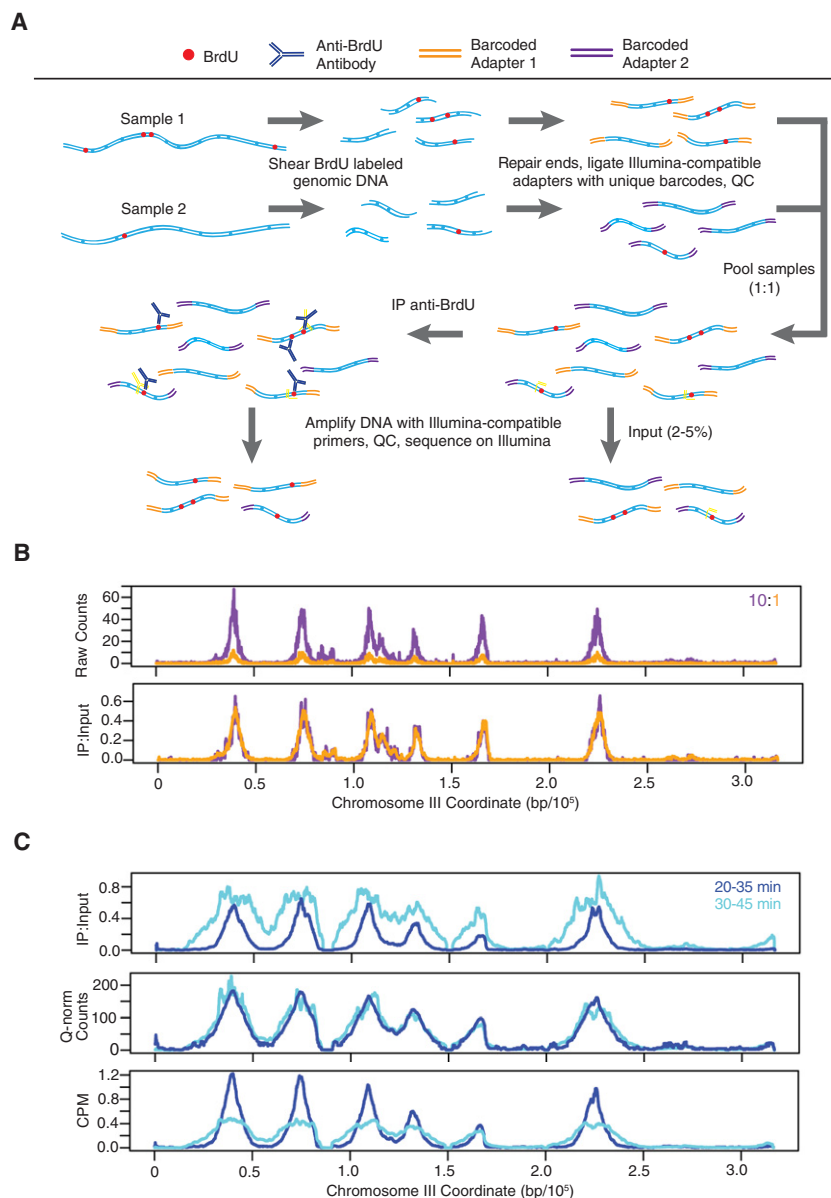 A
BrdU
Anti-BrdU
Antibody
Barcoded
Adapter 1
Barcoded
Adapter 2
Sample 1
Shear BrdU labeled
genomic DNA
Repair ends, ligate Illumina-compatible
adapters with unique barcodes, QC
Sample 2
Pool samples
(1:1)
IP anti-BrdU
Amplify DNA with Illumina-compatible
primers, QC, sequence on Illumina
Input (2-5%)
B
Raw Counts
60
40
20
0
10:1
IP:Input
0.6
0.4
0.2
0.0
0 0.5 1.0 1.5 2.0 2.5 3.0
Chromosome III Coordinate (bp/10⁵)
C
IP:Input
0.8
0.4
0.0
20-35 min
30-45 min
Q-norm
Counts
200
100
0
CPM
1.2
0.8
0.4
0
0 0.5 1.0 1.5 2.0 2.5 3.0
Chromosome III Coordinate (bp/10⁵)